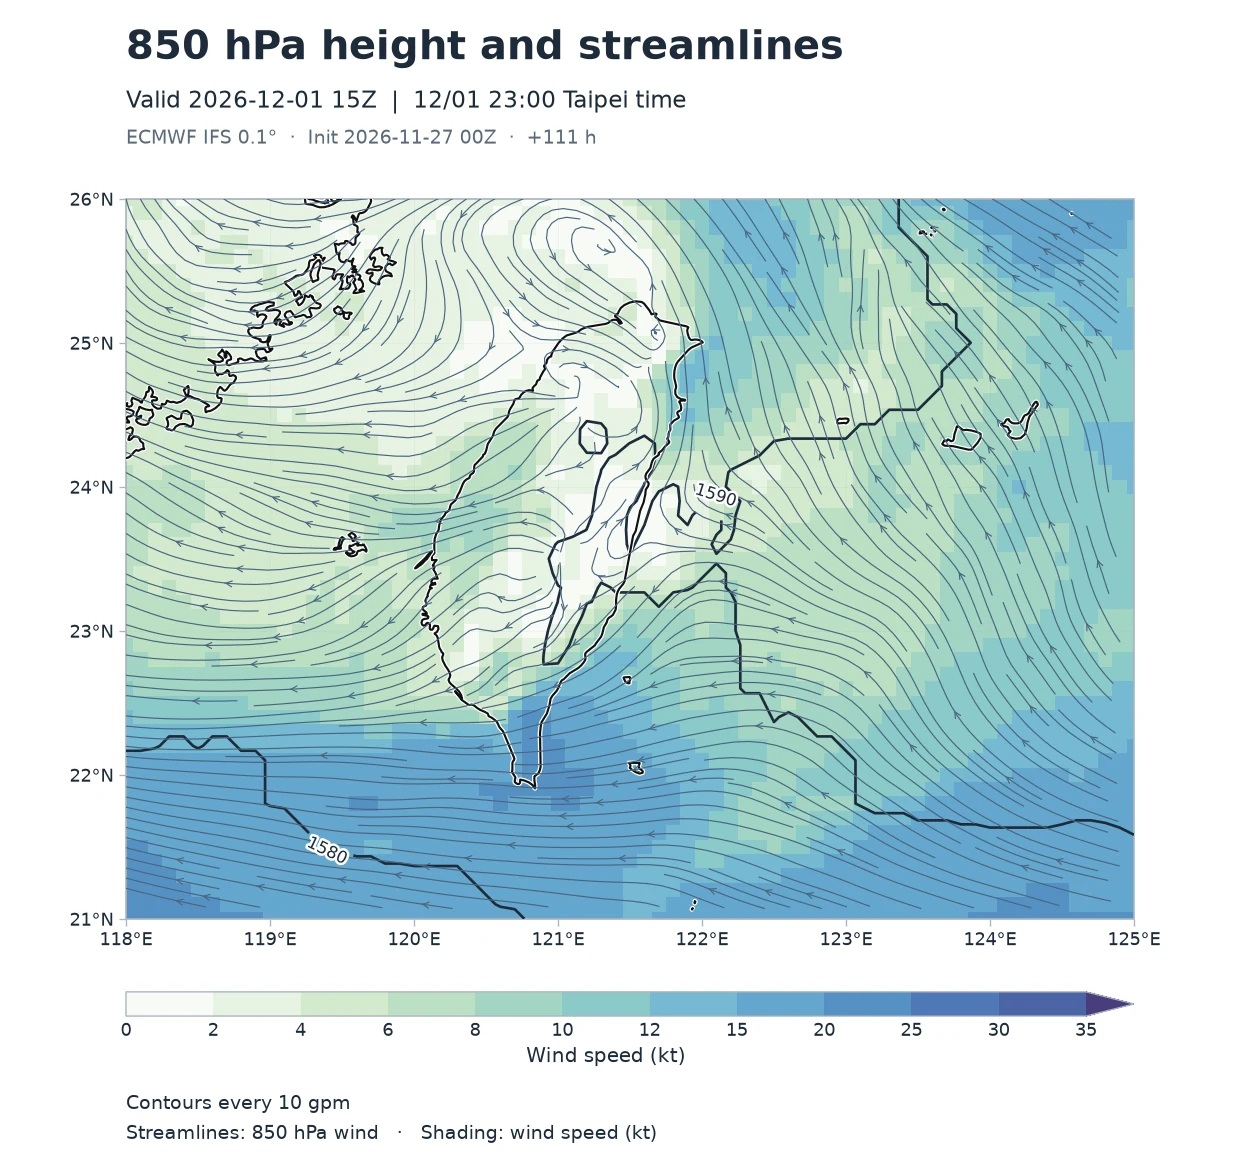 850 hPa height and streamlines
Valid 2026-12-01 15Z | 12/01 23:00 Taipei time
ECMWF IFS 0.1° · Init 2026-11-27 00Z · +111 h
26°N
25°N
24°N
23°N
22°N
21°N
1590
1580
118°E 119°E 120°E 121°E 122°E 123°E 124°E 125°E
0 2 4 6 8 10 12 15 20 25 30 35
Wind speed (kt)
Contours every 10 gpm
Streamlines: 850 hPa wind · Shading: wind speed (kt)